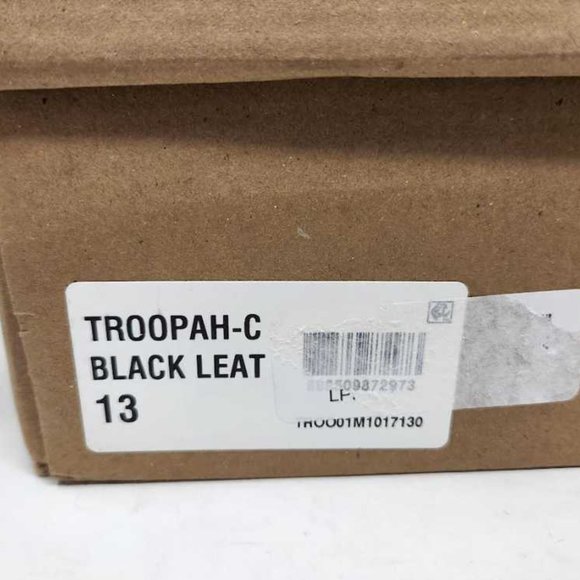 TROOPAH-C
BLACK LEAT
13
LP
TROO01M1017130